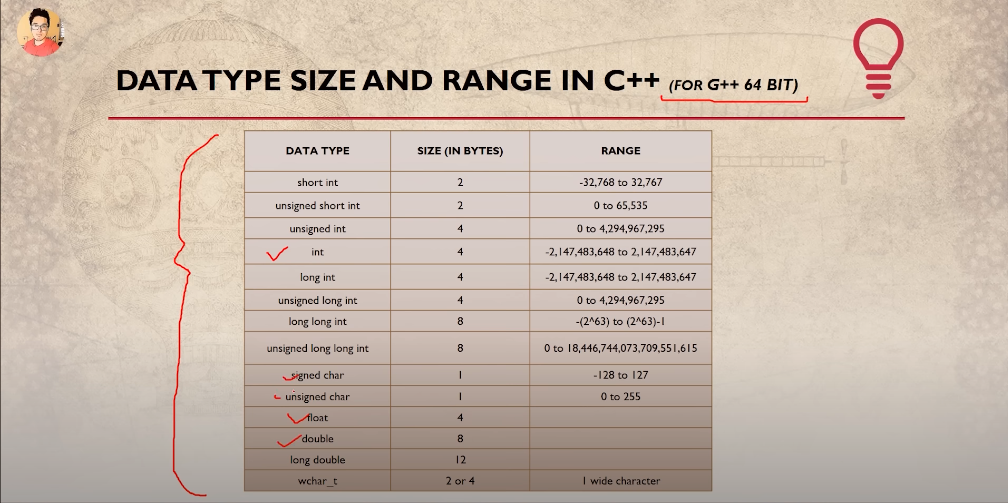 DATA TYPE SIZE AND RANGE IN C++ (FOR G++ 64 BIT)
DATA TYPE SIZE (IN BYTES) RANGE
short int 2 -32,768 to 32,767
unsigned short int 2 0 to 65,535
unsigned int 4 0 to 4,294,967,295
int 4 -2,147,483,648 to 2,147,483,647
long int 4 -2,147,483,648 to 2,147,483,647
unsigned long int 4 0 to 4,294,967,295
long long int 8 -(2^63) to (2^63)-1
unsigned long long int 8 0 to 18,446,744,073,709,551,615
signed char 1 -128 to 127
unsigned char 1 0 to 255
float 4
double 8
long double 12
wchar_t 2 or 4 1 wide character